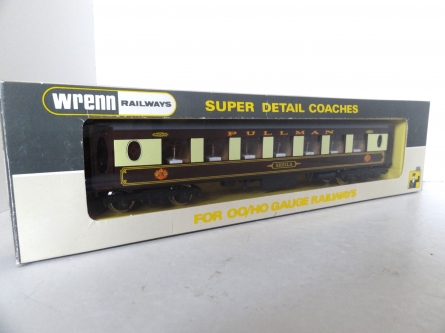 wrenn RAILWAYS
SUPER DETAIL COACHES
PULLMAN
FOR OO/HO GAUGE RAILWAYS